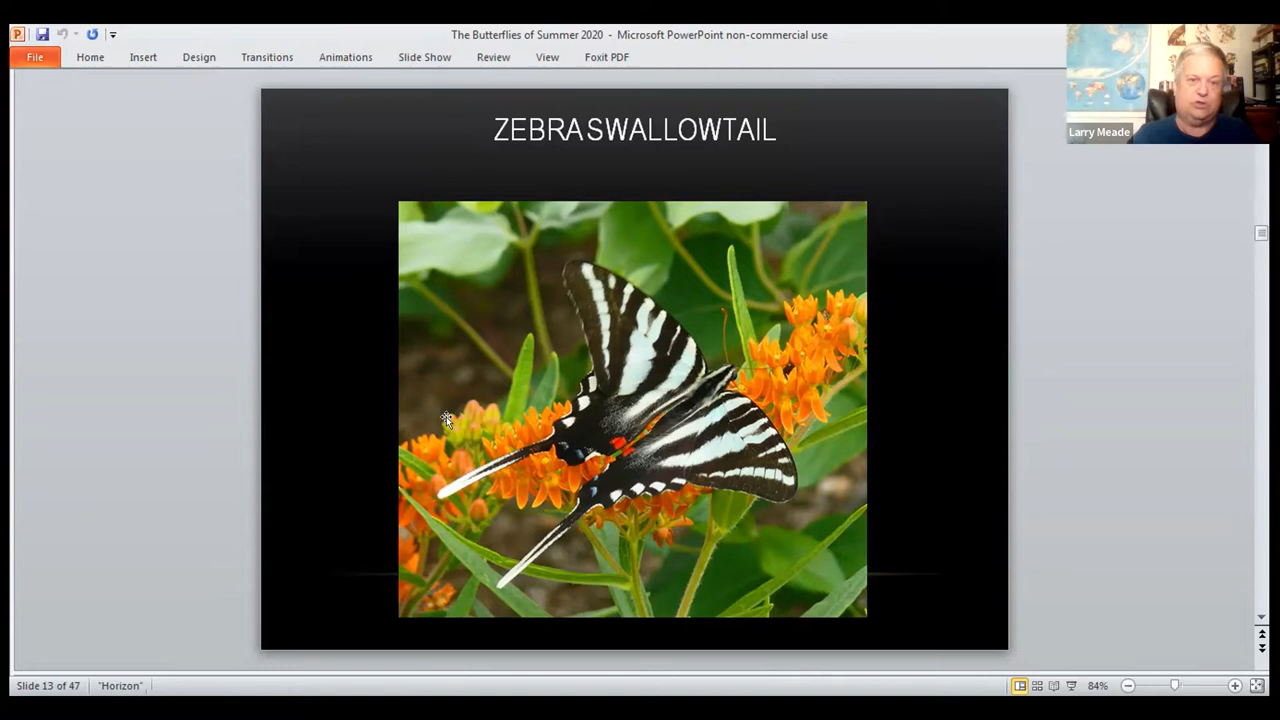 The Butterflies of Summer 2020 - Microsoft PowerPoint non-commercial use
File Home Insert Design Transitions Animations Slide Show Review View Foxit PDF
Larry Meade
ZEBRA SWALLOWTAIL
Slide 13 of 47 "Horizon" 84%